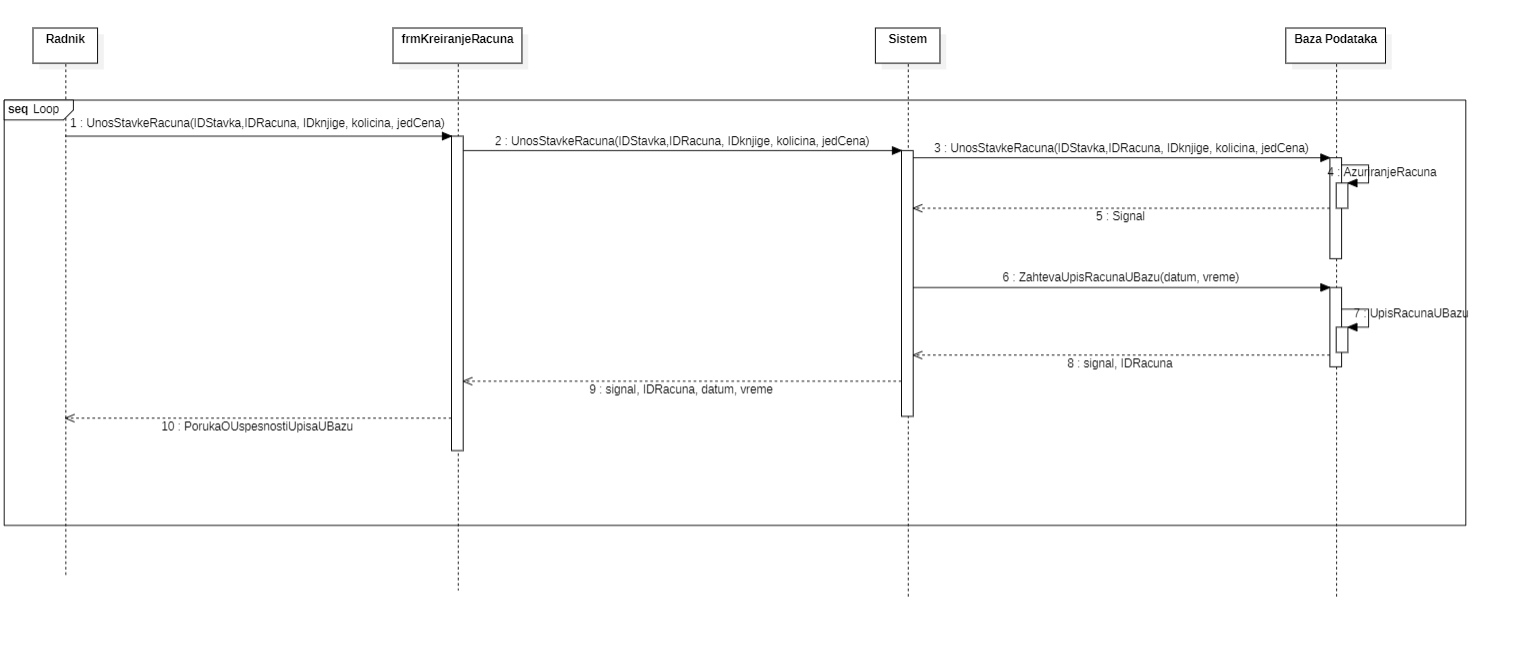 Radnik
frmKreiranjeRacuna
Sistem
Baza Podataka
seq Loop
1 : UnosStavkeRacuna(IDStavka,IDRacuna, IDknjige, kolicina, jedCena)
2 : UnosStavkeRacuna(IDStavka,IDRacuna, IDknjige, kolicina, jedCena)
3 : UnosStavkeRacuna(IDStavka,IDRacuna, IDknjige, kolicina, jedCena)
4 : AzuriranjeRacuna
5 : Signal
6 : ZahtevaUpisRacunaUBazu(datum, vreme)
7 : UpisRacunaUBazu
8 : signal, IDRacuna
9 : signal, IDRacuna, datum, vreme
10 : PorukaOUspesnostiUpisaUBazu